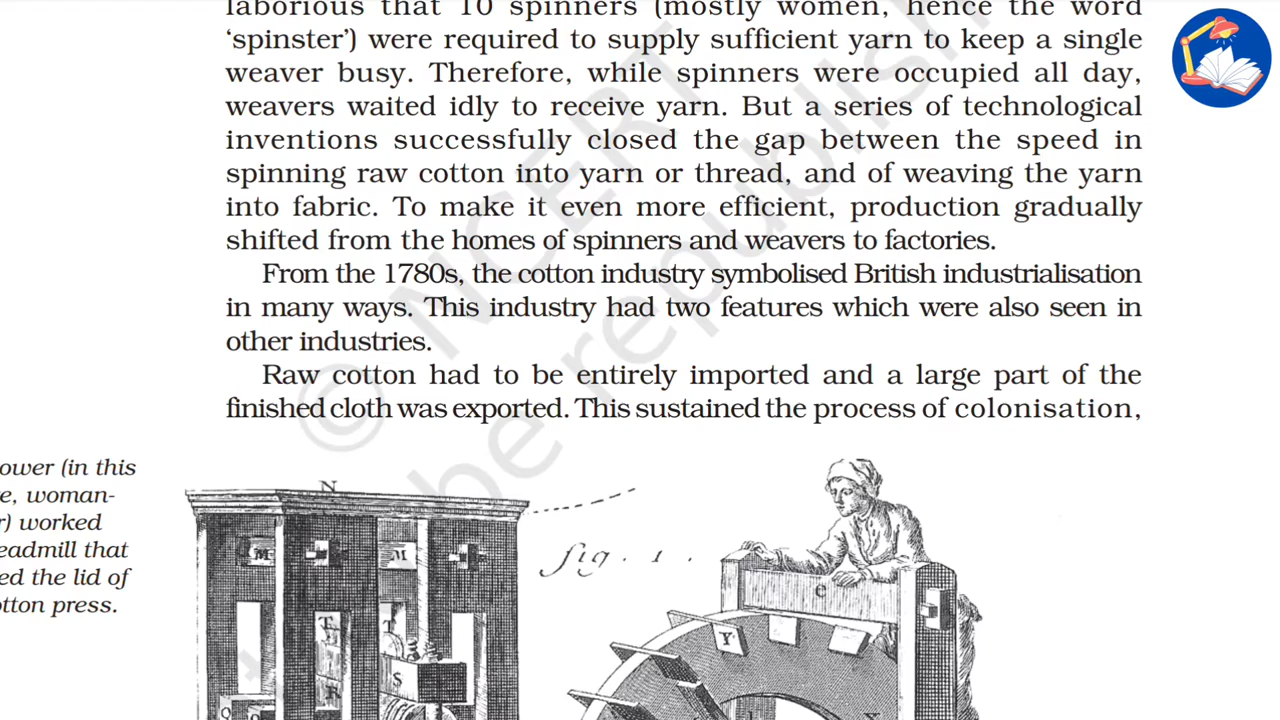 laborious that 10 spinners (mostly women, hence the word
‘spinster’) were required to supply sufficient yarn to keep a single
weaver busy. Therefore, while spinners were occupied all day,
weavers waited idly to receive yarn. But a series of technological
inventions successfully closed the gap between the speed in
spinning raw cotton into yarn or thread, and of weaving the yarn
into fabric. To make it even more efficient, production gradually
shifted from the homes of spinners and weavers to factories.
From the 1780s, the cotton industry symbolised British industrialisation
in many ways. This industry had two features which were also seen in
other industries.
Raw cotton had to be entirely imported and a large part of the
finished cloth was exported. This sustained the process of colonisation,
© NCERT
be republish
ower (in this
e, woman-
r) worked
eadmill that
ed the lid of
otton press.
N
fig. 1.
M
M
e
T
T
Y
R
S
Q
X